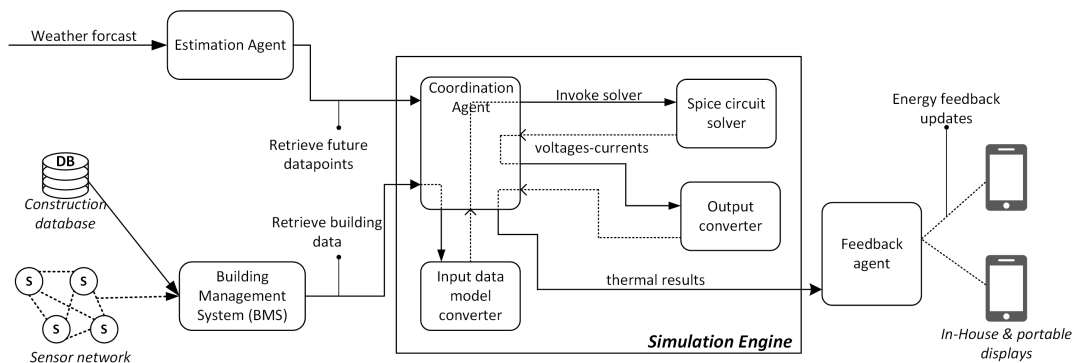 Weather forcast
Estimation Agent
Retrieve future
datapoints
DB
Construction
database
Retrieve building
data
S
S
S
S
Sensor network
Building
Management
System (BMS)
Coordination
Agent
Invoke solver
Spice circuit
solver
voltages-currents
Output
converter
Input data
model
converter
thermal results
Simulation Engine
Feedback
agent
Energy feedback
updates
In-House & portable
displays